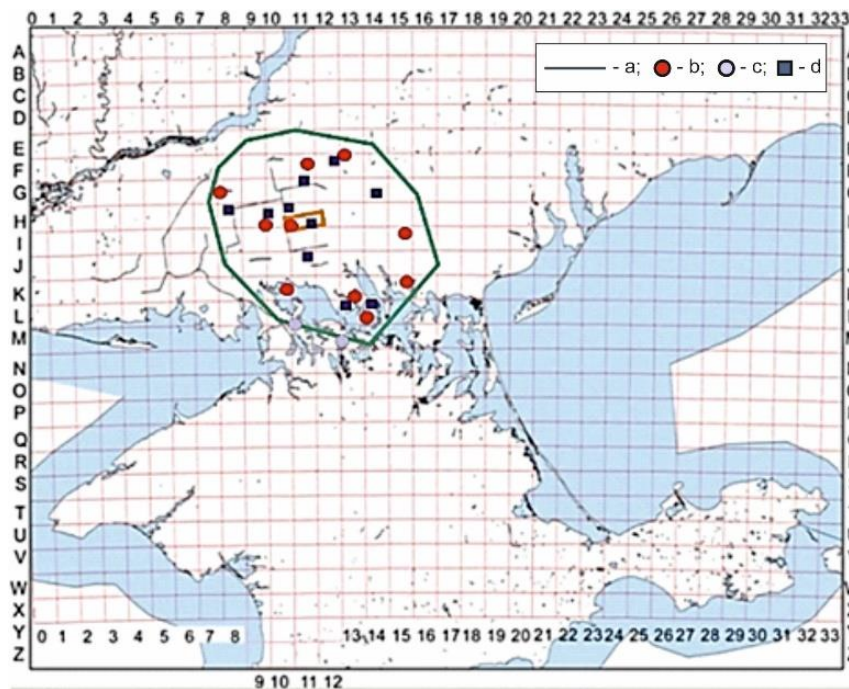 0 1 2 3 4 5 6 7 8 9 10 11 12 13 14 15 16 17 18 19 20 21 22 23 24 25 26 27 28 29 30 31 32 33
- a; - b; - c; - d
A
B
C
D
E
F
G
H
I
J
K
L
M
N
O
P
Q
R
S
T
U
V
W
X
Y
Z
0 1 2 3 4 5 6 7 8 13 14 15 16 17 18 19 20 21 22 23 24 25 26 27 28 29 30 31 32 33
9 10 11 12